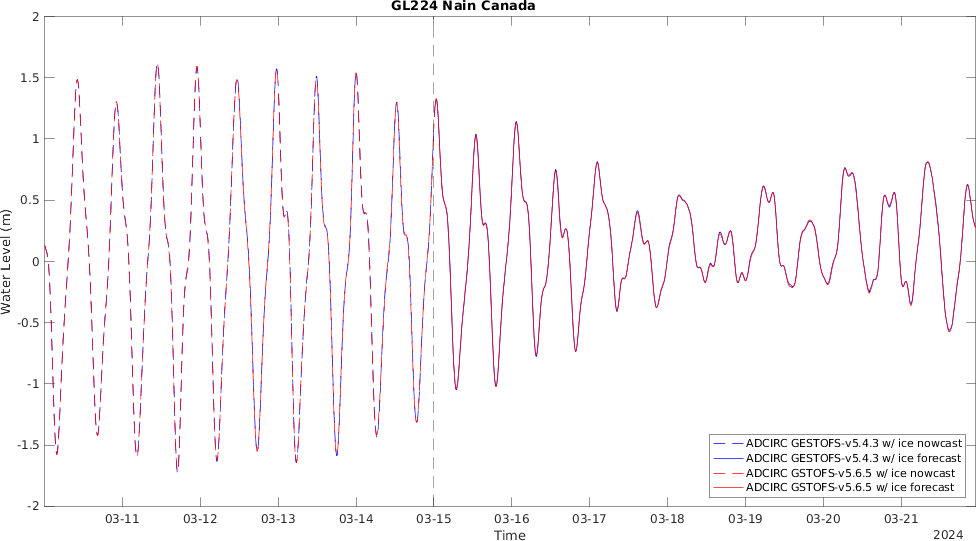 GL224 Nain Canada
2
1.5
1
0.5
0
-0.5
-1
-1.5
-2
Water Level (m)
03-11 03-12 03-13 03-14 03-15 03-16 03-17 03-18 03-19 03-20 03-21
Time
2024
ADCIRC GESTOFS-v5.4.3 w/ ice nowcast
ADCIRC GESTOFS-v5.4.3 w/ ice forecast
ADCIRC GSTOFS-v5.6.5 w/ ice nowcast
ADCIRC GSTOFS-v5.6.5 w/ ice forecast